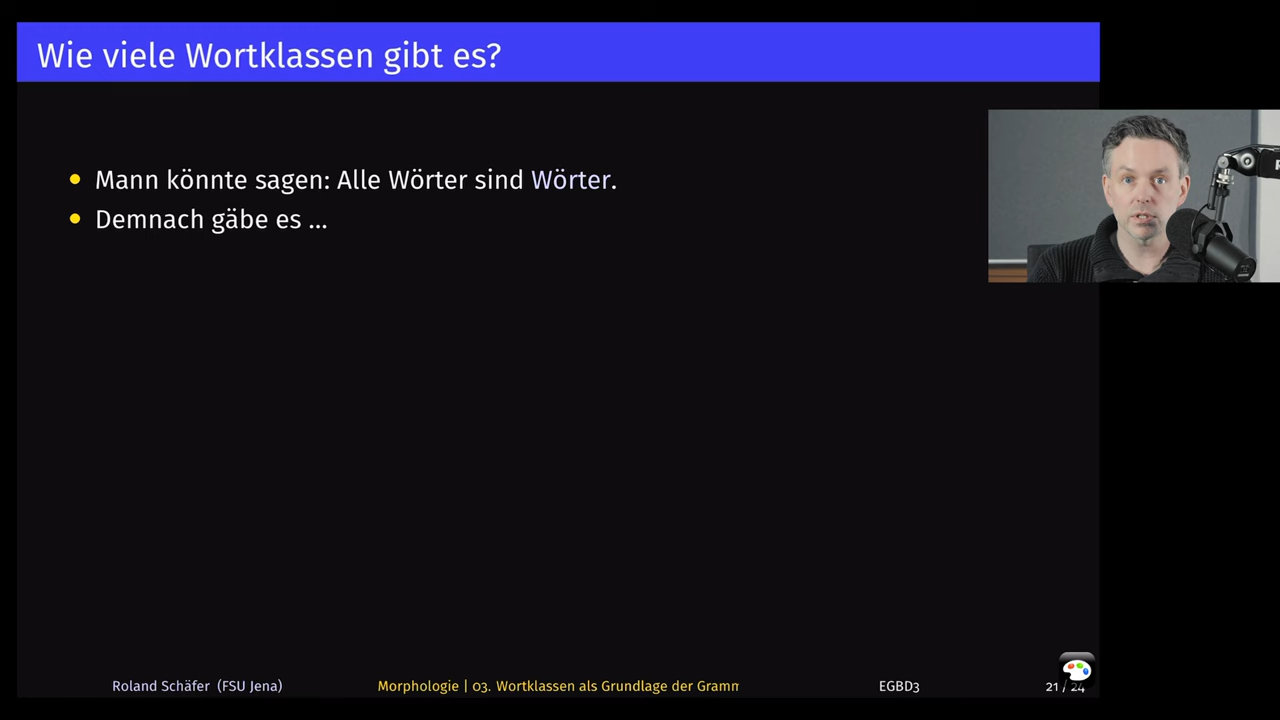 Wie viele Wortklassen gibt es?
Mann könnte sagen: Alle Wörter sind Wörter.
Demnach gäbe es ...
Roland Schäfer (FSU Jena)
Morphologie | 03. Wortklassen als Grundlage der Gramm
EGBD3
21 / 24